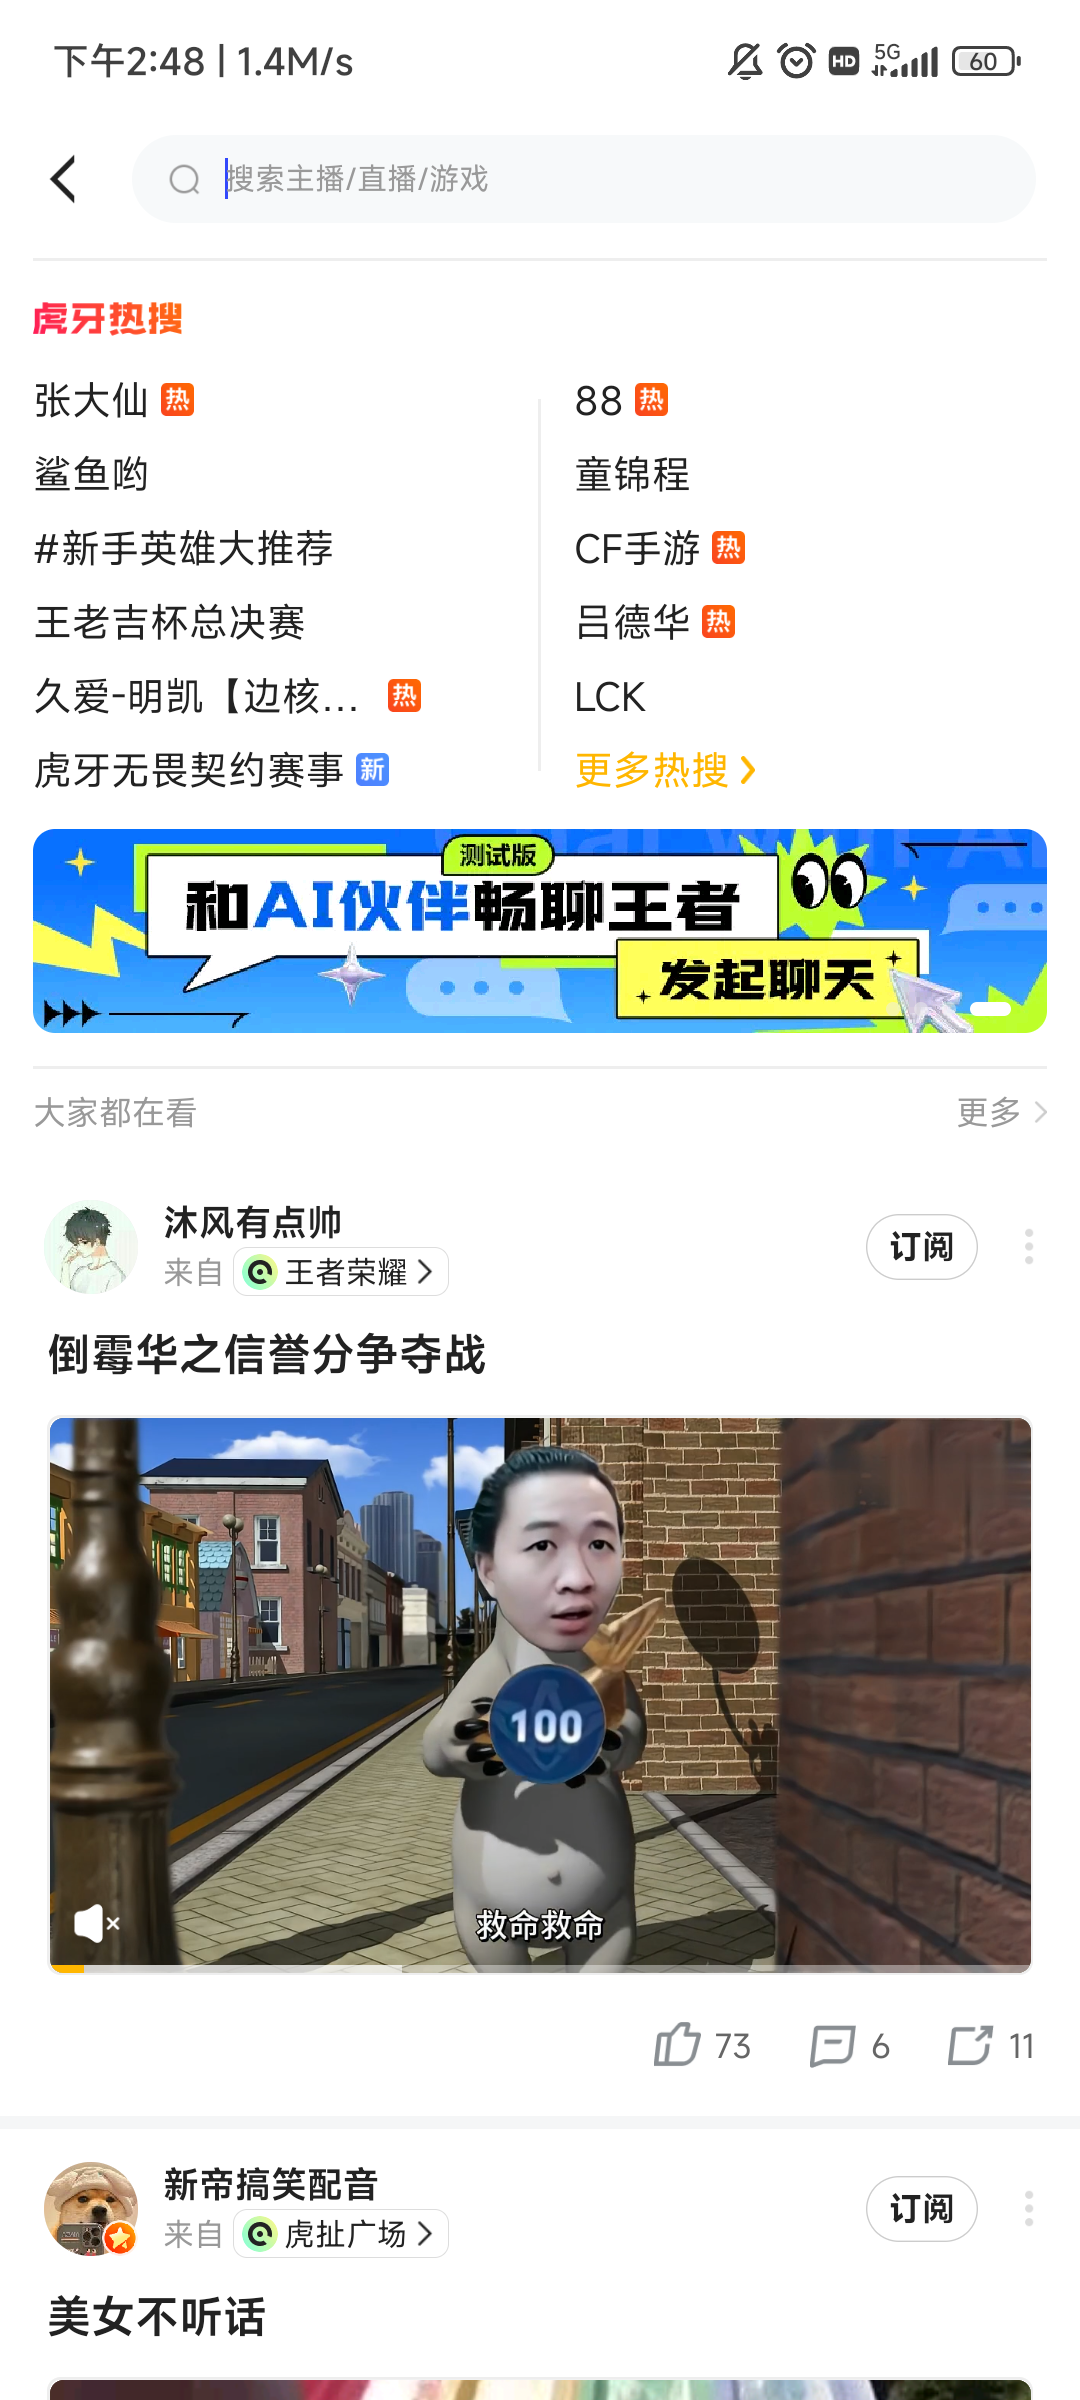 下午2:48 | 1.4M/s
HD 5G 60
搜索主播/直播/游戏
虎牙热搜
张大仙 热
88 热
鲨鱼哟
童锦程
#新手英雄大推荐
CF手游 热
王老吉杯总决赛
吕德华 热
久爱-明凯【边核... 热
LCK
虎牙无畏契约赛事 新
更多热搜
测试版
和AI伙伴畅聊王者
发起聊天
大家都在看
更多
沐风有点帅
来自 王者荣耀
订阅
倒霉华之信誉分争夺战
100
救命救命
73 6 11
新帝搞笑配音
来自 虎扯广场
订阅
美女不听话